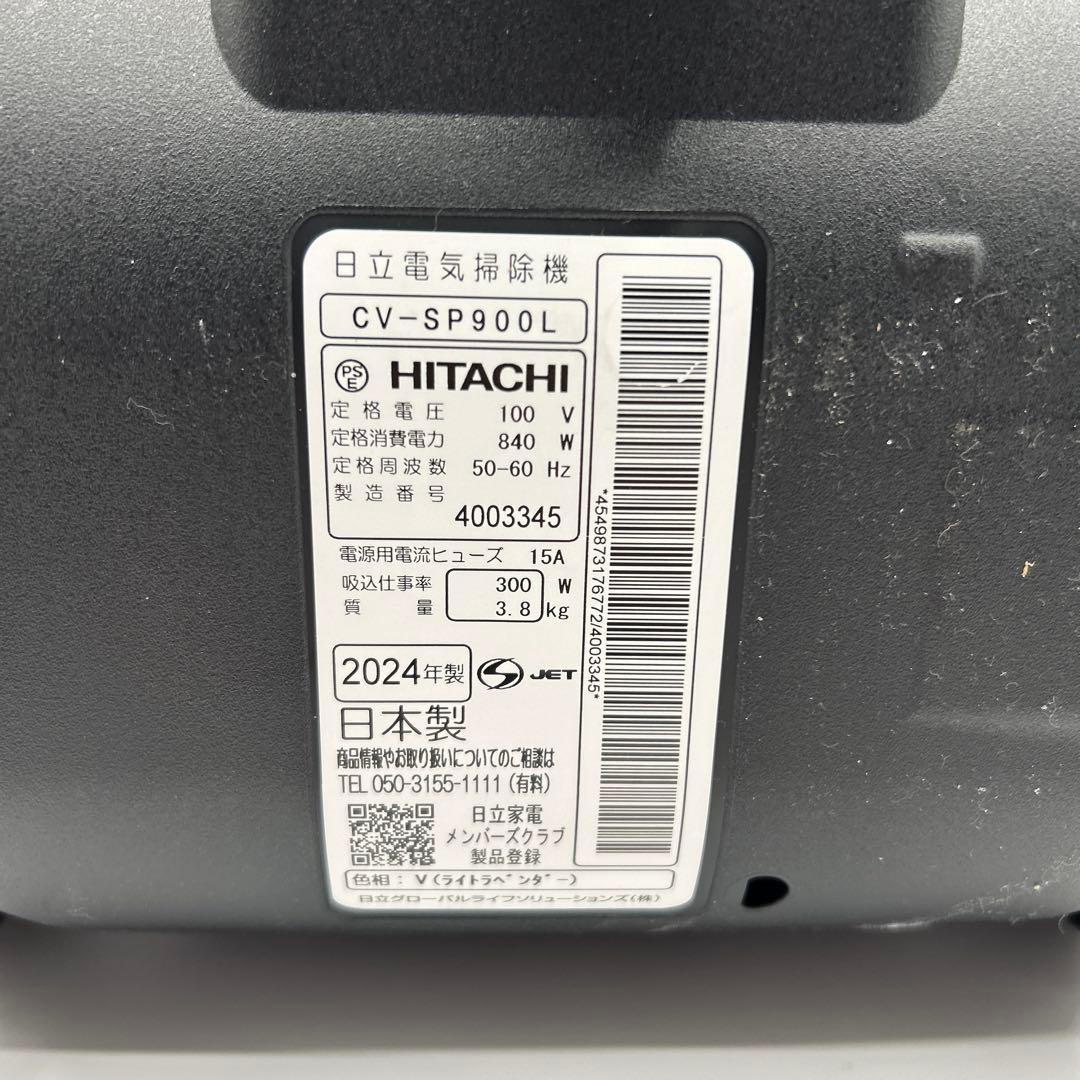 日立電気掃除機
CV-SP900L
PS E HITACHI
定格電圧 100 V
定格消費電力 840 W
定格周波数 50-60 Hz
製造番号
4003345
電源用電流ヒューズ 15A
吸込仕事率 300 W
質量 3.8 kg
2024年製 S JET
日本製
商品情報やお取り扱いについてのご相談は
TEL 050-3155-1111 (有料)
日立家電
メンバーズクラブ
製品登録
色相：V(ライトラベンダー)
日立グローバルライフソリューションズ(株)
*4549873176772/4003345*